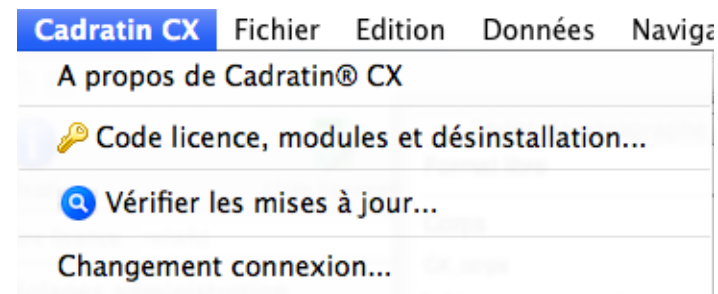 Cadratin CX Fichier Edition Données Naviga
A propos de Cadratin® CX
Code licence, modules et désinstallation...
Vérifier les mises à jour...
Changement connexion...